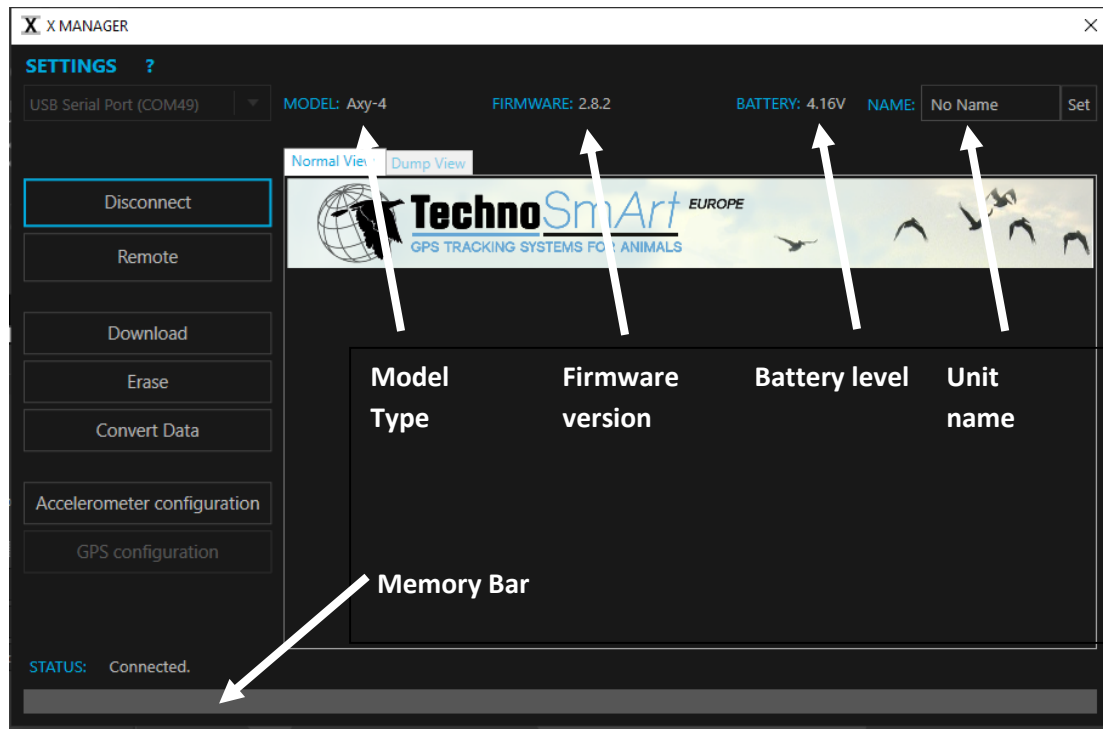 X X MANAGER
SETTINGS ?
USB Serial Port (COM49)
MODEL: Axy-4 FIRMWARE: 2.8.2 BATTERY: 4.16V NAME: No Name Set
Normal View Dump View
Disconnect
Remote
TechnoSmArt EUROPE
GPS TRACKING SYSTEMS FOR ANIMALS
Download
Erase
Convert Data
Model
Type
Firmware
version
Battery level
Unit
name
Accelerometer configuration
GPS configuration
Memory Bar
STATUS: Connected.